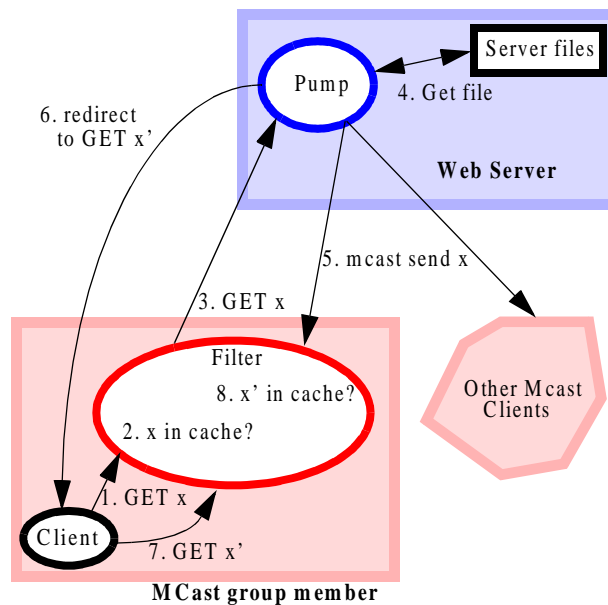 Server files
Pump
4. Get file
6. redirect
to GET x’
Web Server
5. mcast send x
3. GET x
Filter
8. x’ in cache?
Other Mcast
Clients
2. x in cache?
1. GET x
Client
7. GET x’
MCast group member